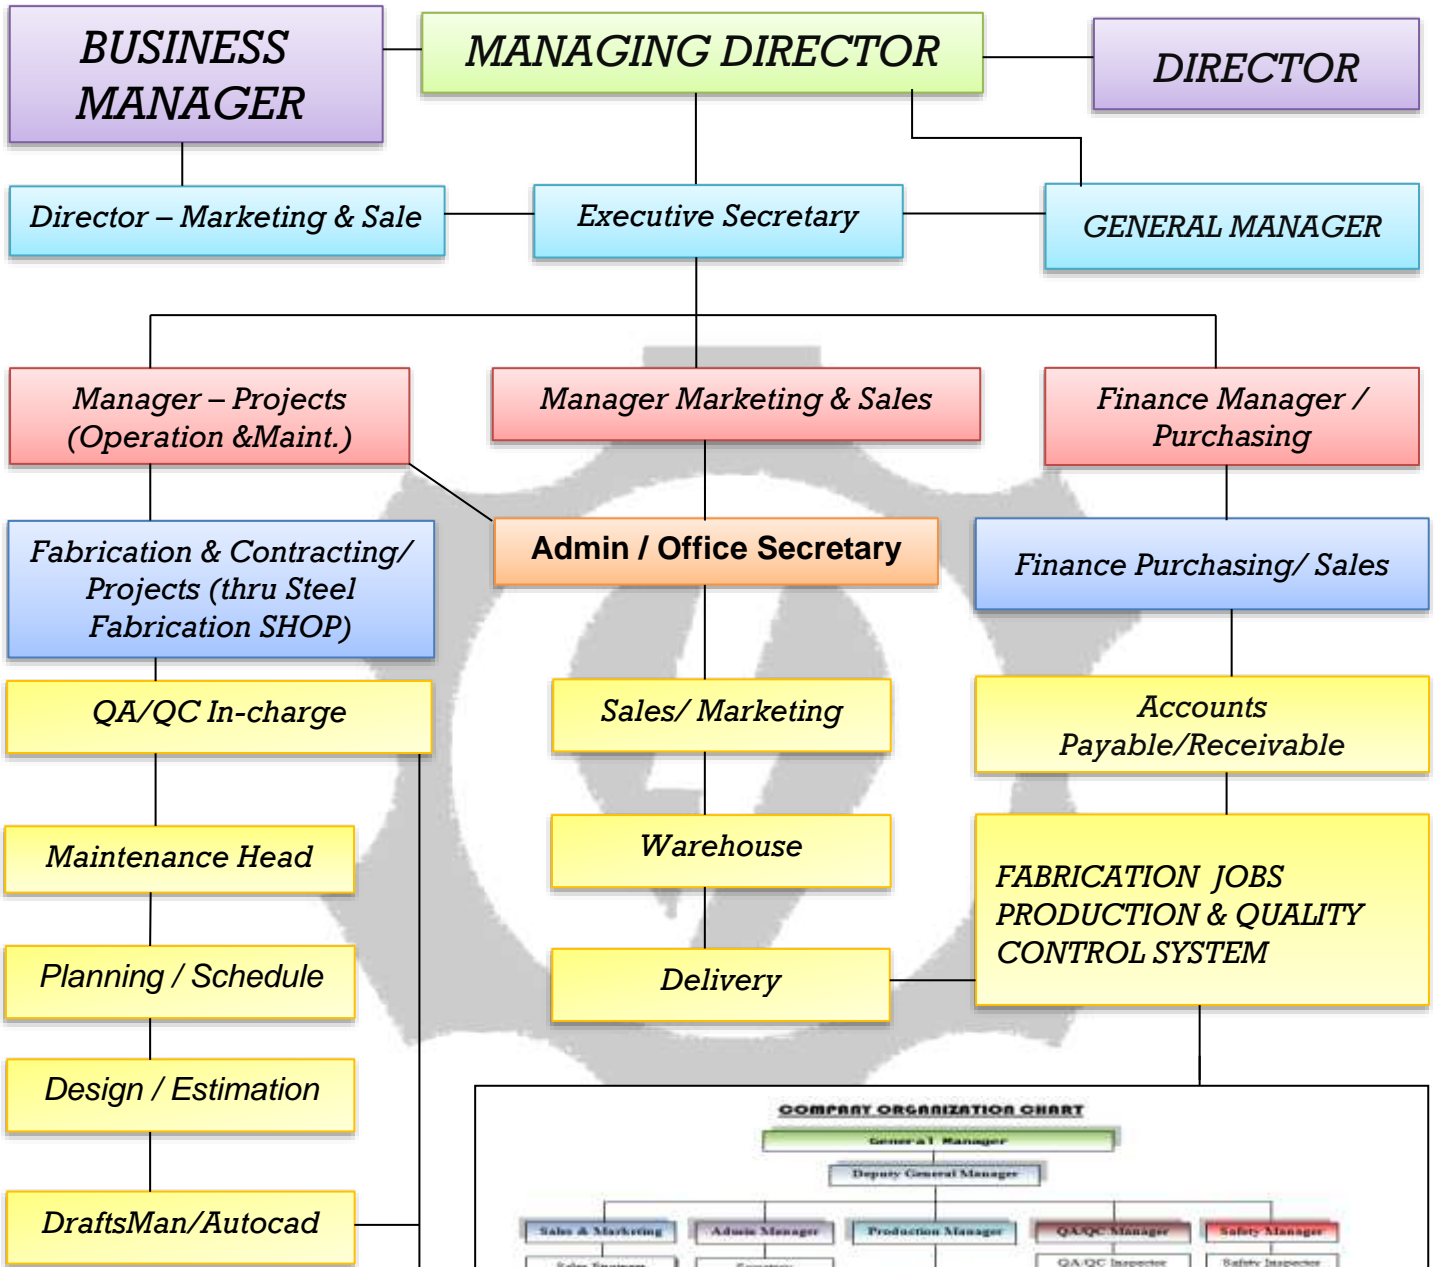 BUSINESS
MANAGER
MANAGING DIRECTOR
DIRECTOR
Director – Marketing & Sale
Executive Secretary
GENERAL MANAGER
Manager – Projects
(Operation &Maint.)
Manager Marketing & Sales
Finance Manager /
Purchasing
Fabrication & Contracting/
Projects (thru Steel
Fabrication SHOP)
Admin / Office Secretary
Finance Purchasing/ Sales
QA/QC In-charge
Sales/ Marketing
Accounts
Payable/Receivable
Maintenance Head
Warehouse
FABRICATION JOBS
PRODUCTION & QUALITY
CONTROL SYSTEM
Planning / Schedule
Delivery
Design / Estimation
DraftsMan/Autocad
COMPANY ORGANIZATION CHART
General Manager
Deputy General Manager
Sales & Marketing
Admin Manager
Production Manager
QA/QC Manager
Safety Manager
QA/QC Inspector
Safety Inspector